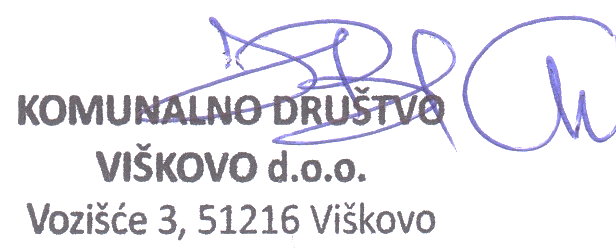 KOMUNALNO DRUŠTVO
VIŠKOVO d.o.o.
Vozišće 3, 51216 Viškovo